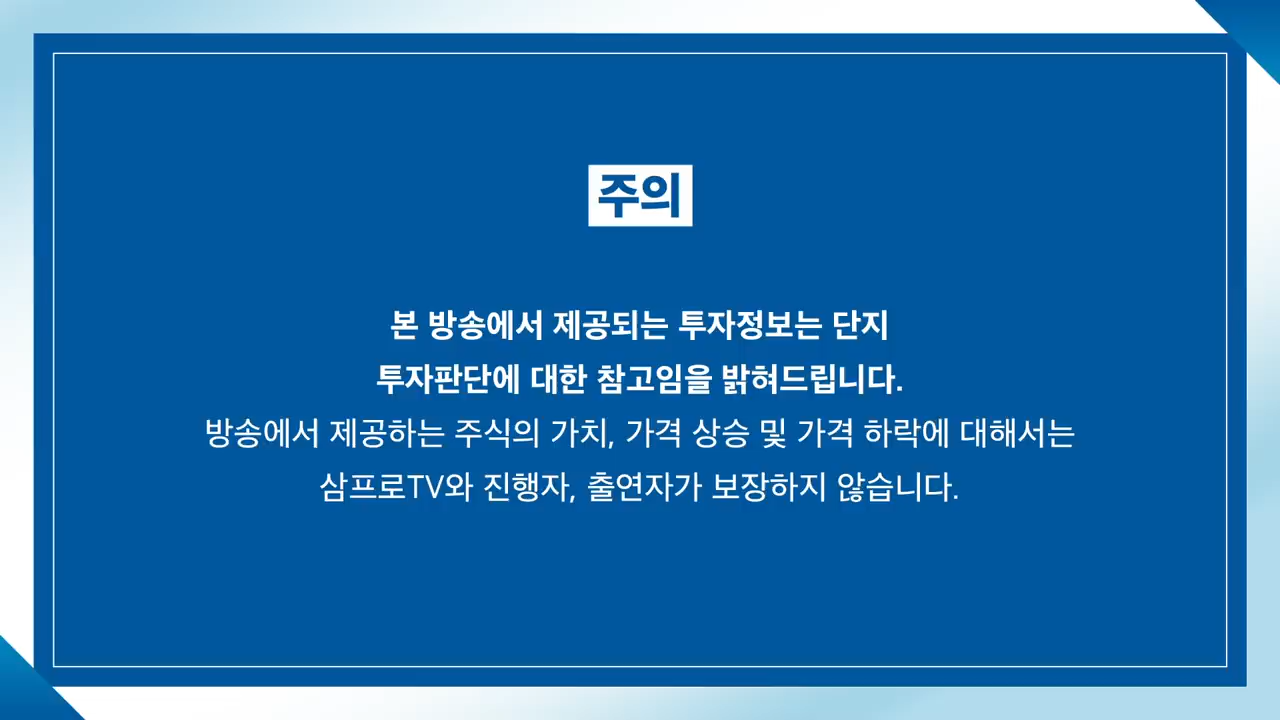 주의
본 방송에서 제공되는 투자정보는 단지
투자판단에 대한 참고임을 밝혀드립니다.
방송에서 제공하는 주식의 가치, 가격 상승 및 가격 하락에 대해서는
삼프로TV와 진행자, 출연자가 보장하지 않습니다.